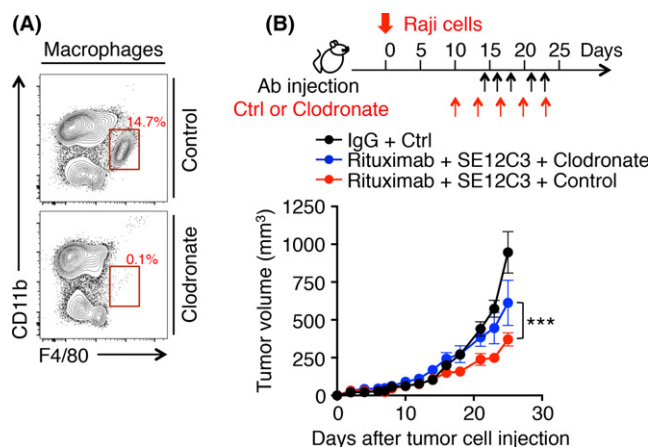 (A)
Macrophages
14.7%
Control
0.1%
Clodronate
CD11b
F4/80
(B)
Raji cells
0 5 10 15 20 25 Days
Ab injection
Ctrl or Clodronate
IgG + Ctrl
Rituximab + SE12C3 + Clodronate
Rituximab + SE12C3 + Control
Tumor volume (mm³)
1250
1000
750
500
250
0
***
0 10 20 30
Days after tumor cell injection